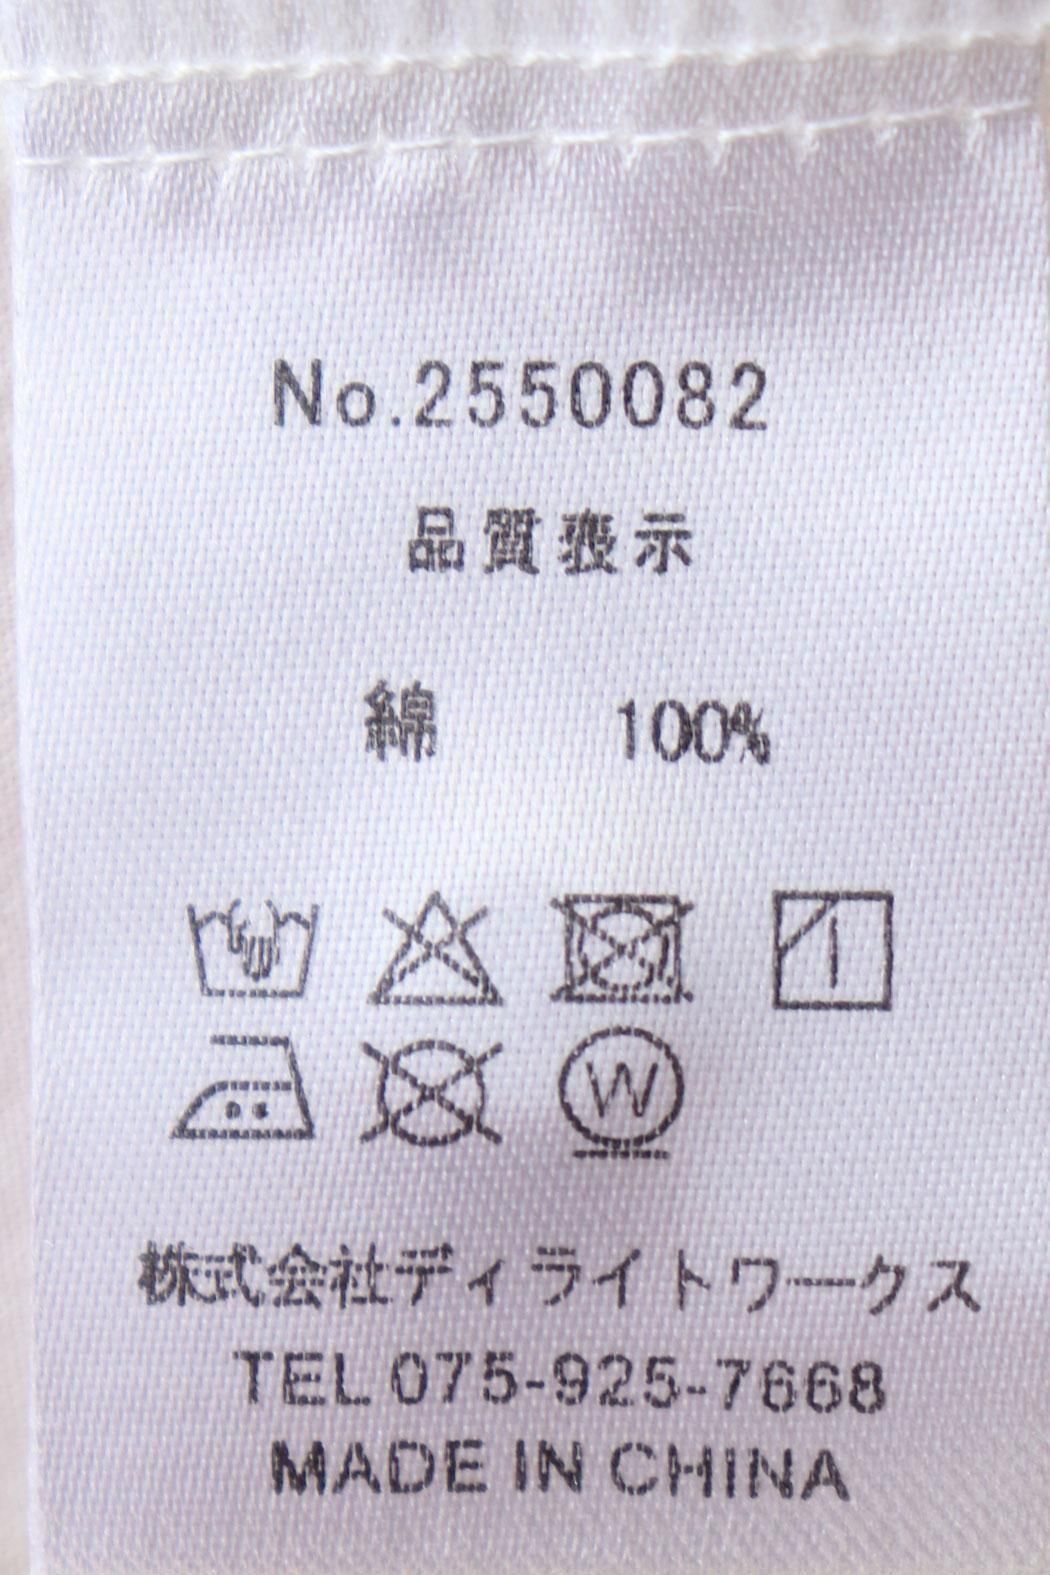 No.2550082
品質表示
綿 100%
W
株式会社ディライトワークス
TEL 075-925-7668
MADE IN CHINA